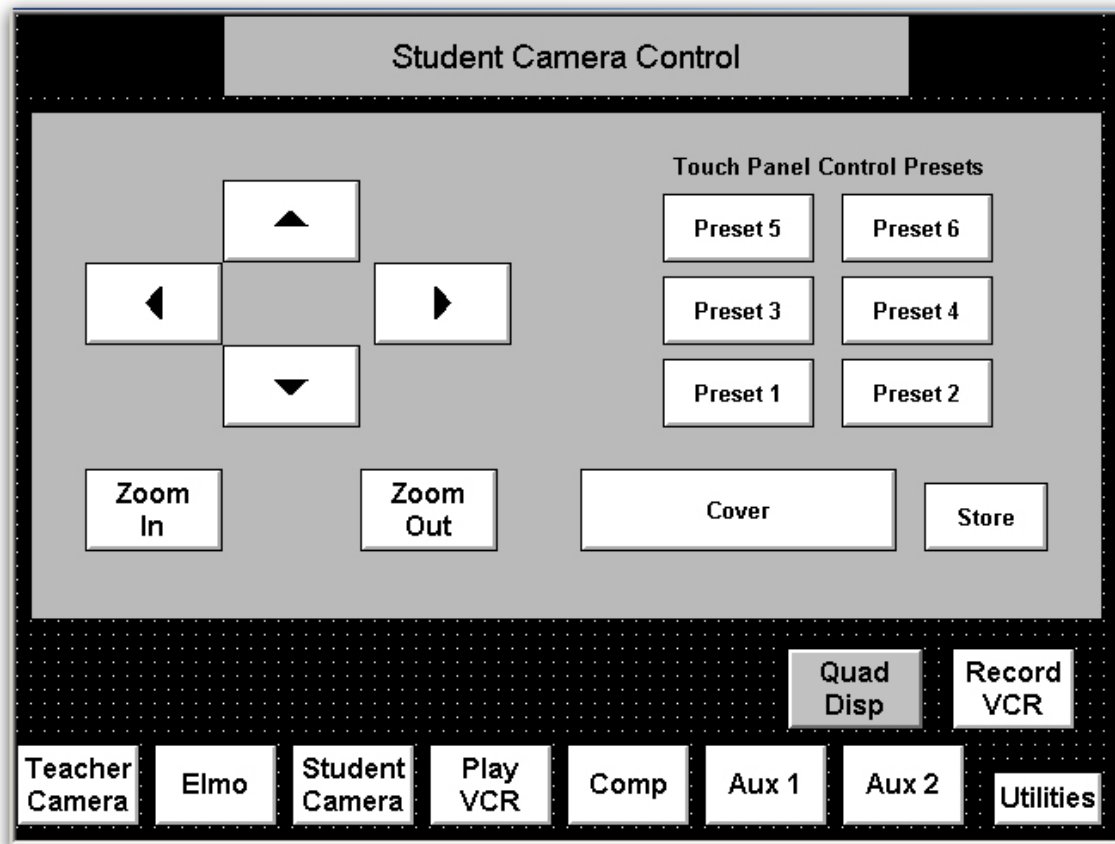 Student Camera Control
Touch Panel Control Presets
Preset 5
Preset 6
Preset 3
Preset 4
Preset 1
Preset 2
Zoom
In
Zoom
Out
Cover
Store
Quad
Disp
Record
VCR
Teacher
Camera
Elmo
Student
Camera
Play
VCR
Comp
Aux 1
Aux 2
Utilities